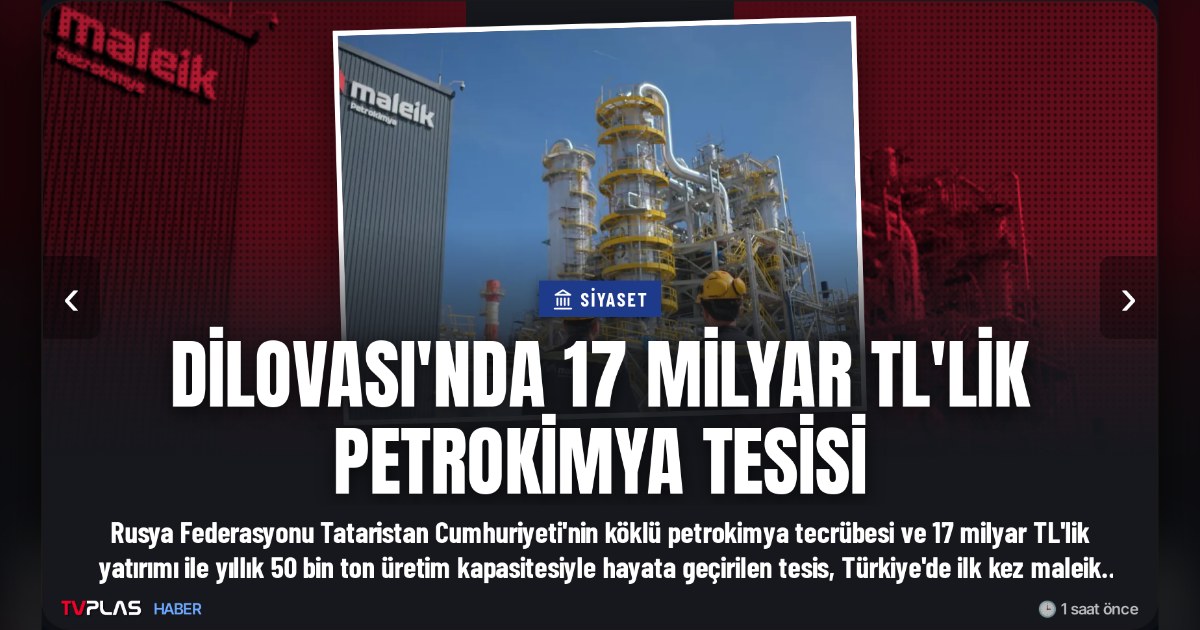 maleik
Petrokimya
maleik
Petrokimya
SİYASET
‹
›
DİLOVASI'NDA 17 MİLYAR TL'LİK
PETROKİMYA TESİSİ
Rusya Federasyonu Tataristan Cumhuriyeti'nin köklü petrokimya tecrübesi ve 17 milyar TL'lik
yatırımı ile yıllık 50 bin ton üretim kapasitesiyle hayata geçirilen tesis, Türkiye'de ilk kez maleik..
TVPLAS HABER
1 saat önce